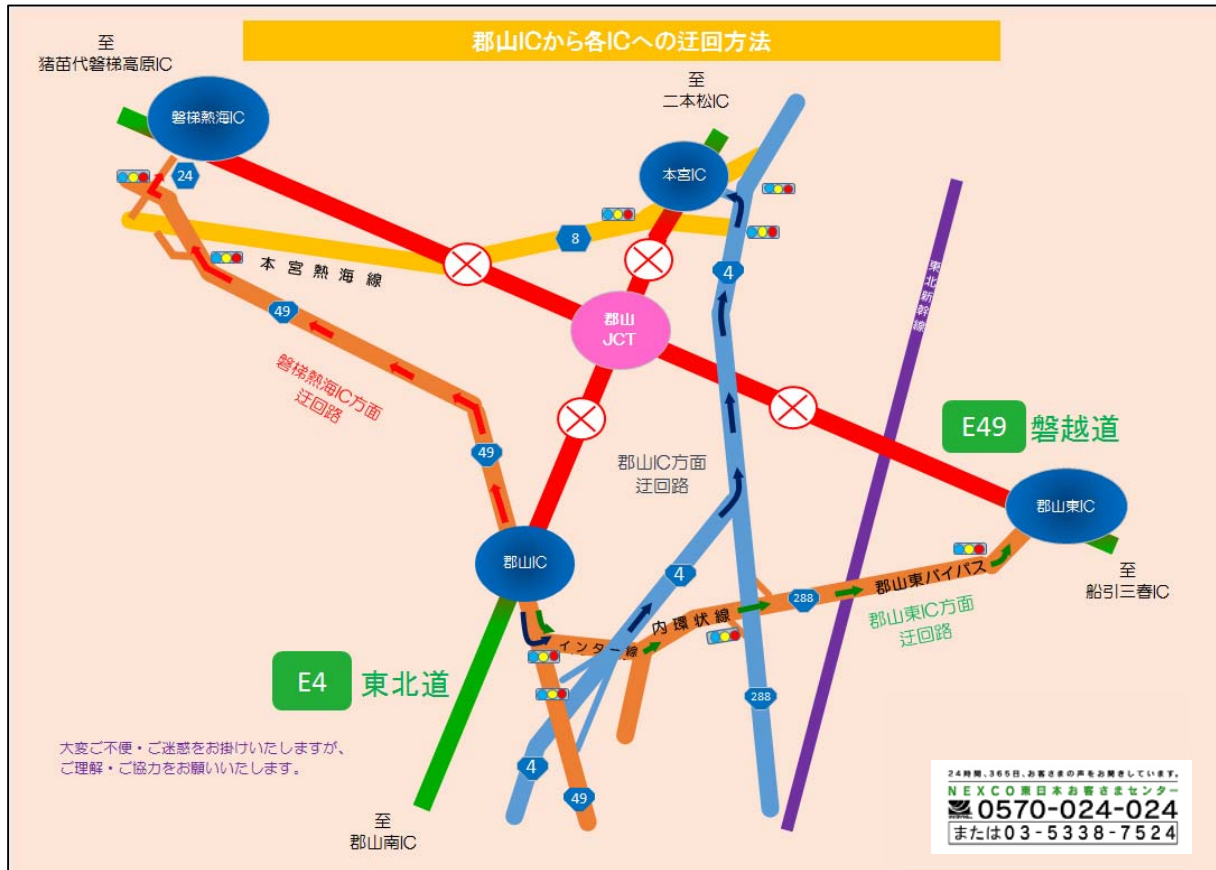 郡山ICから各ICへの迂回方法
至
猪苗代磐梯高原IC
至
二本松IC
磐梯熱海IC
本宮IC
24
8
本宮熱海線
4
東北新幹線
49
郡山
JCT
磐梯熱海IC方面
迂回路
E49 磐越道
49
郡山IC方面
迂回路
郡山東IC
郡山IC
4
郡山東バイパス
至
船引三春IC
288
内環状線
郡山東IC方面
迂回路
インター線
E4 東北道
288
大変ご不便・ご迷惑をお掛けいたしますが、
ご理解・ご協力をお願いいたします。
4
49
至
郡山南IC
24時間、365日、お客さまの声をお聞きしています。
NEXCO東日本お客さまセンター
0570-024-024
または03-5338-7524